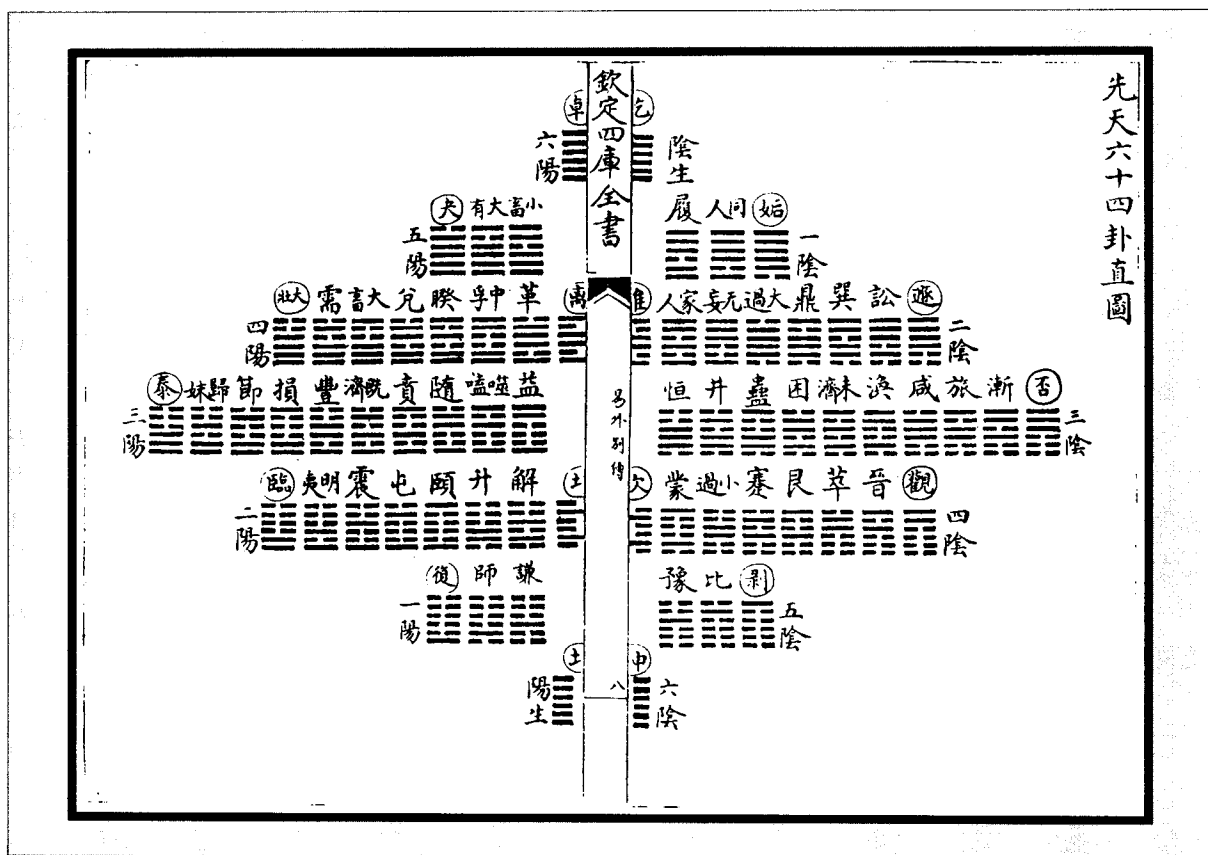 先天六十四卦直圖
欽定四庫全書
易外別傳
八
乾
陰生
六陽
姤 同人 履
一陰
小畜 大有 夬
五陽
遯 訟 巽 鼎 大過 无妄 家人
二陰
離
革 中孚 睽 兌 大畜 需 大壯
四陽
否 漸 旅 咸 渙 未濟 困 蠱 井 恒
三陰
益 噬嗑 隨 賁 既濟 豐 損 節 歸妹 泰
三陽
觀 晉 萃 艮 蹇 小過 蒙
四陰
坎
解 升 頤 屯 震 明夷 臨
二陽
剝 比 豫
五陰
謙 師 復
一陽
坤
六陰
陽生